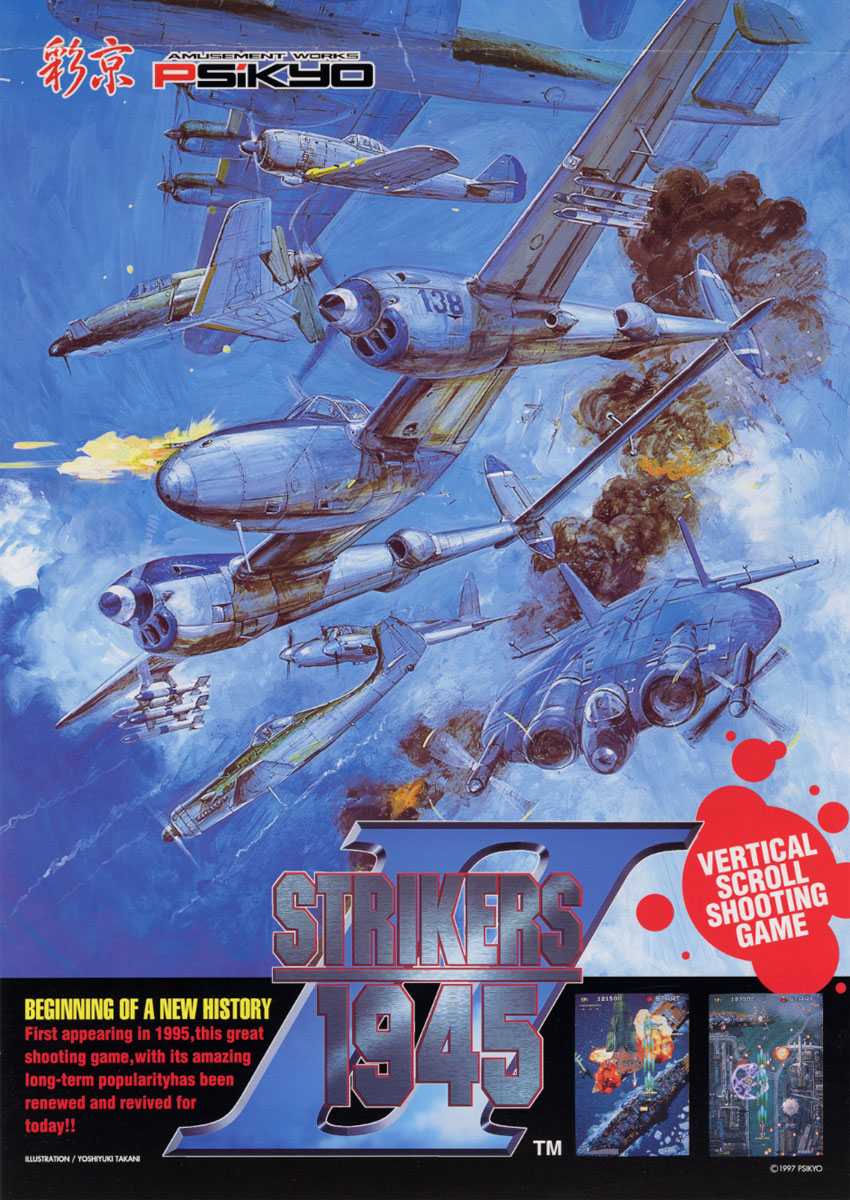 彩京
AMUSEMENT WORKS
PSiKYO
138
VERTICAL
SCROLL
SHOOTING
GAME
II
STRIKERS
1945
TM
BEGINNING OF A NEW HISTORY
First appearing in 1995,this great
shooting game,with its amazing
long-term popularityhas been
renewed and revived for
today!!
ILLUSTRATION / YOSHIYUKI TAKANI
©1997 PSIKYO